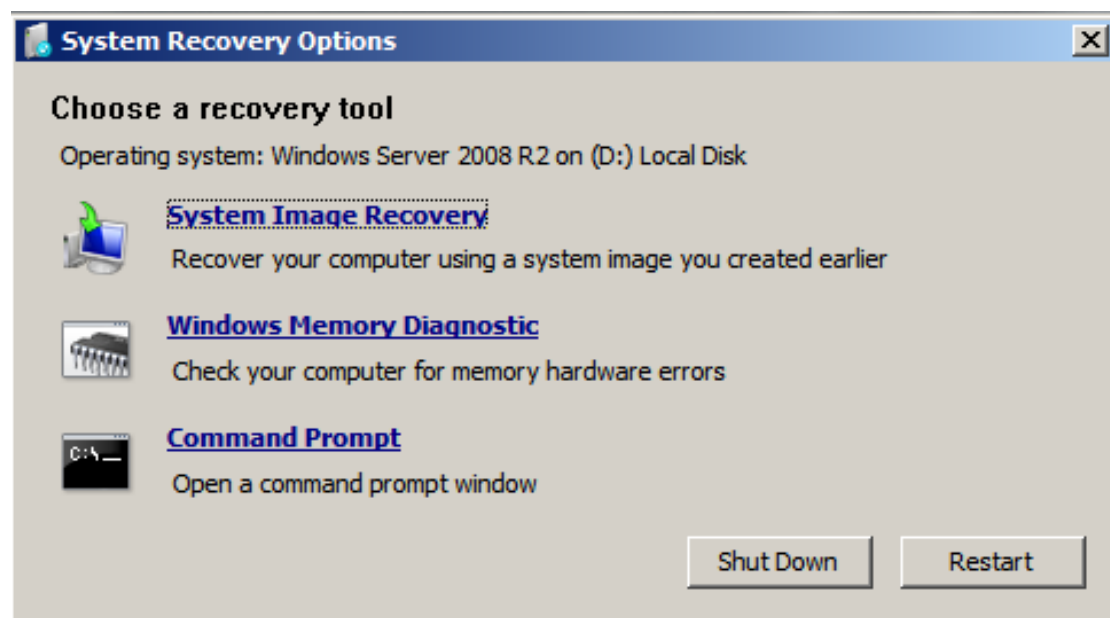 System Recovery Options
Choose a recovery tool
Operating system: Windows Server 2008 R2 on (D:) Local Disk
System Image Recovery
Recover your computer using a system image you created earlier
Windows Memory Diagnostic
Check your computer for memory hardware errors
C:\_
Command Prompt
Open a command prompt window
Shut Down
Restart